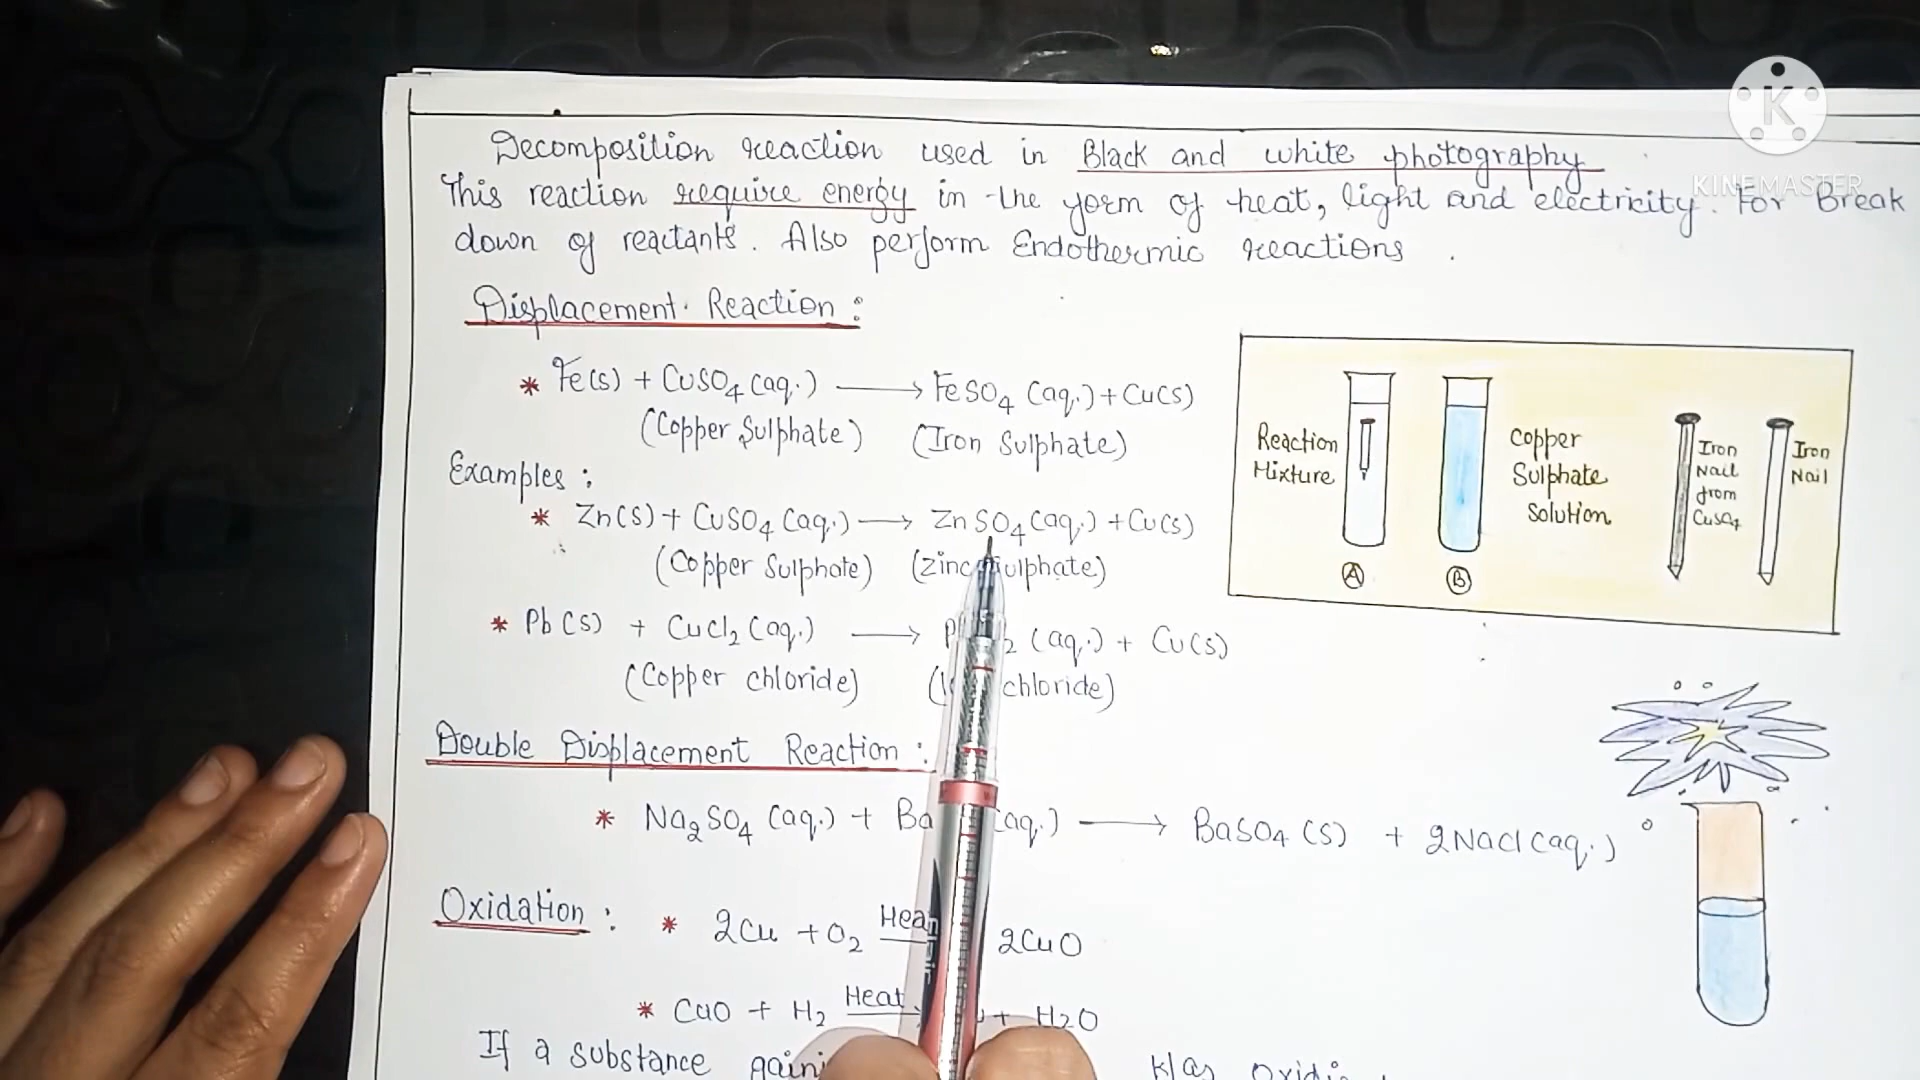 Decomposition reaction used in Black and white photography
This reaction require energy in the form of heat, light and electricity. For Break
down of reactants. Also perform Endothermic reactions.
Displacement Reaction:
* Fe(s) + CuSO4 (aq.) ⟶ FeSO4 (aq.) + Cu(s)
(Copper Sulphate) (Iron Sulphate)
Examples:
* Zn(s) + CuSO4 (aq.) ⟶ ZnSO4 (aq.) + Cu(s)
(Copper Sulphate) (Zinc Sulphate)
* Pb(s) + CuCl2 (aq.) ⟶ (aq.) + Cu(s)
(Copper chloride) chloride)
Reaction
Mixture
A
B
Copper
Sulphate
Solution
Iron
Nail
from
CuSO4
Iron
Nail
Double Displacement Reaction:
* Na2SO4 (aq.) + Ba (aq.) ⟶ BaSO4 (s) + 2NaCl (aq.)
Oxidation: * 2Cu + O2 Heat 2CuO
* CuO + H2 Heat + H2O
If a substance
K
KINEMASTER
elkair